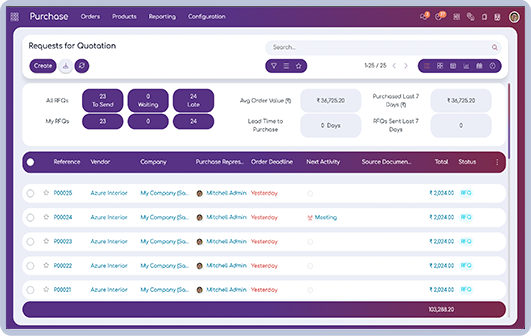 Purchase Orders Products Reporting Configuration
Requests for Quotation
Search...
Create
1-25 / 25
All RFQs 23 To Send 0 Waiting 24 Late
My RFQs 23 0 24
Avg Order Value (₹) ₹ 36,725.20 Purchased Last 7 Days (₹) ₹ 36,725.20
Lead Time to Purchase 0 Days RFQs Sent Last 7 Days 0
Reference Vendor Company Purchase Repres... Order Deadline Next Activity Source Documen... Total Status
P00025 Azure Interior My Company (Sa... Mitchell Admin Yesterday ₹ 2,024.00 RFQ
P00024 Azure Interior My Company (Sa... Mitchell Admin Yesterday Meeting ₹ 2,024.00 RFQ
P00023 Azure Interior My Company (Sa... Mitchell Admin Yesterday ₹ 2,024.00 RFQ
P00022 Azure Interior My Company (Sa... Mitchell Admin Yesterday ₹ 2,024.00 RFQ
P00021 Azure Interior My Company (Sa... Mitchell Admin Yesterday ₹ 2,024.00 RFQ
103,288.20